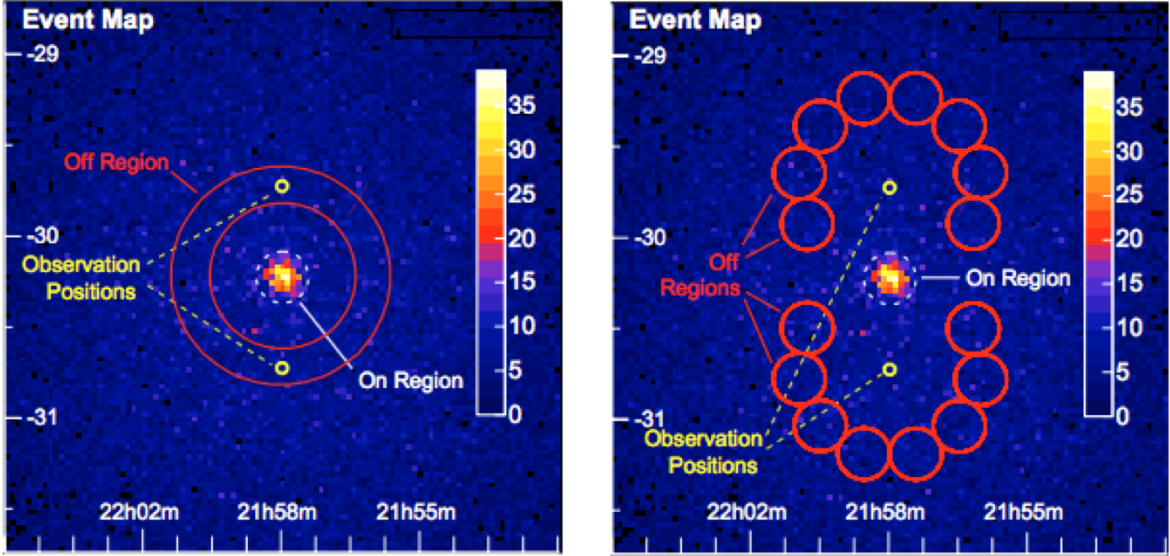 Event Map
-29
35
30
Off Region
25
-30
20
Observation
Positions
15
10
5
On Region
0
-31
22h02m 21h58m 21h55m
Event Map
-29
35
30
25
-30
20
Off
Regions
On Region
15
10
5
0
-31
Observation
Positions
22h02m 21h58m 21h55m